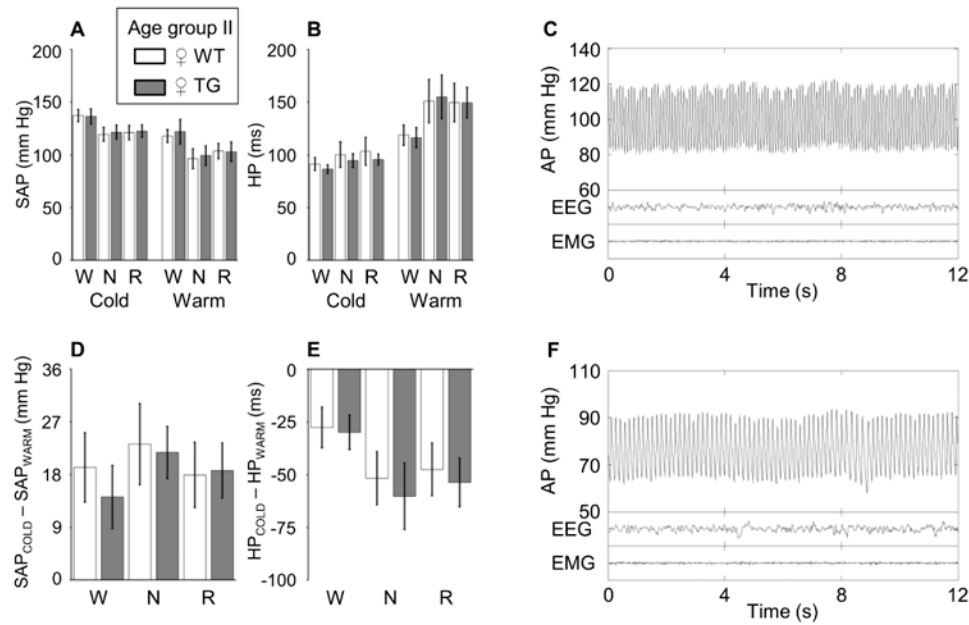 A
Age group II
♀ WT
♀ TG
SAP (mm Hg)
200
150
100
50
0
W N R W N R
Cold Warm
B
HP (ms)
200
150
100
50
0
W N R W N R
Cold Warm
C
AP (mm Hg)
140
120
100
80
60
EEG
EMG
0 4 8 12
Time (s)
D
SAP_COLD – SAP_WARM (mm Hg)
36
27
18
9
0
W N R
E
HP_COLD – HP_WARM (ms)
0
-25
-50
-75
-100
W N R
F
AP (mm Hg)
110
90
70
50
EEG
EMG
0 4 8 12
Time (s)